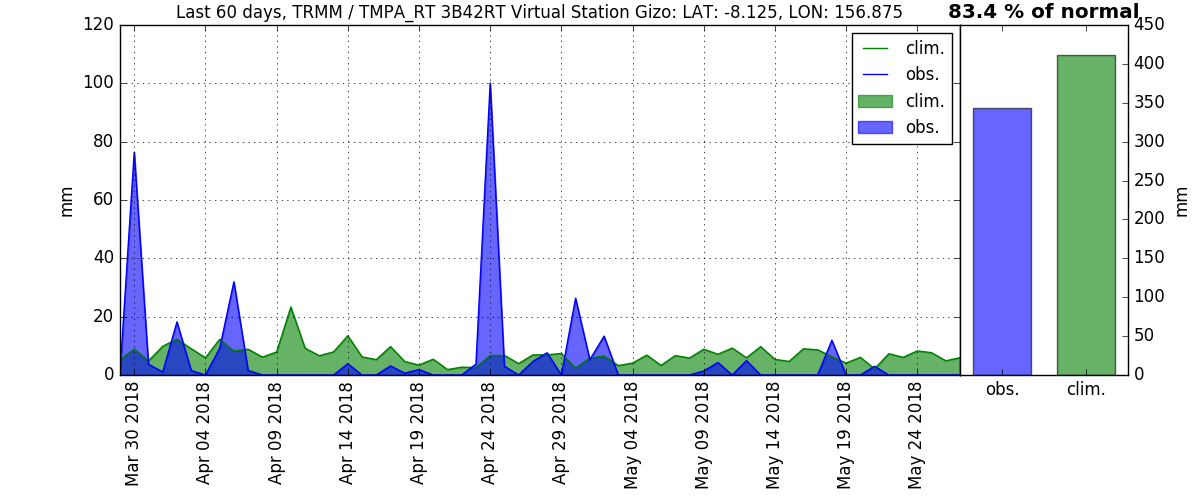 Last 60 days, TRMM / TMPA_RT 3B42RT Virtual Station Gizo: LAT: -8.125, LON: 156.875
83.4 % of normal
120
100
80
60
40
20
0
mm
clim.
obs.
clim.
obs.
Mar 30 2018
Apr 04 2018
Apr 09 2018
Apr 14 2018
Apr 19 2018
Apr 24 2018
Apr 29 2018
May 04 2018
May 09 2018
May 14 2018
May 19 2018
May 24 2018
450
400
350
300
250
200
150
100
50
0
mm
obs.
clim.